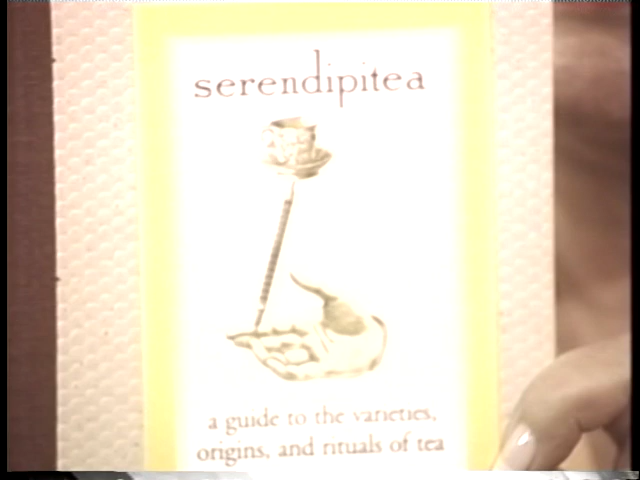 serendipitea
a guide to the varieties,
origins, and rituals of tea